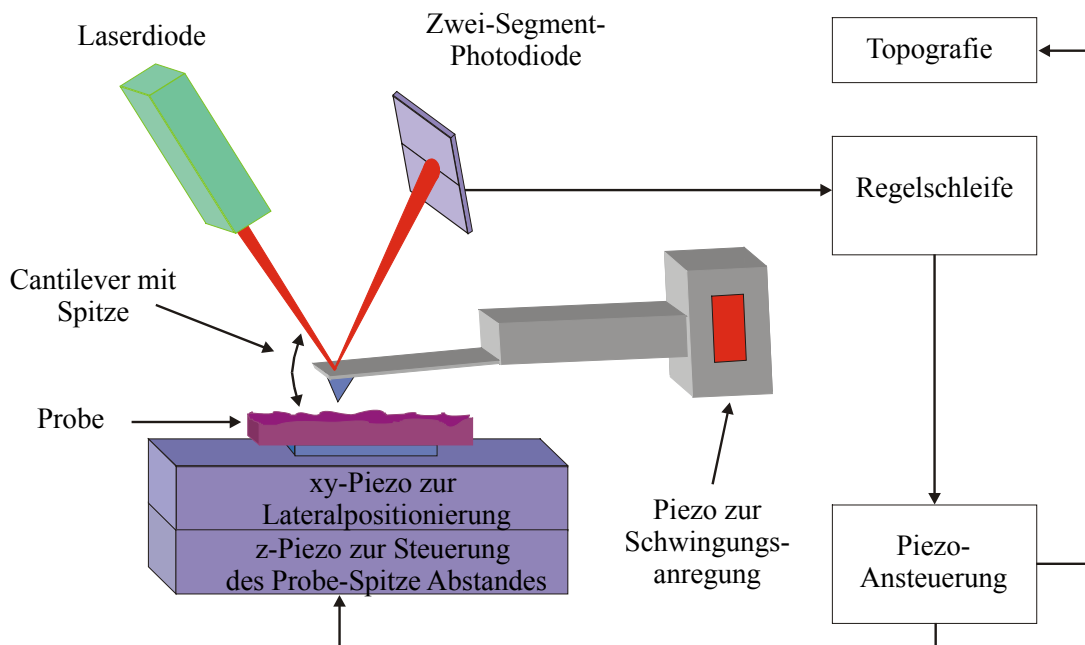 Laserdiode
Zwei-Segment-
Photodiode
Topografie
Regelschleife
Cantilever mit
Spitze
Probe
xy-Piezo zur
Lateralpositionierung
z-Piezo zur Steuerung
des Probe-Spitze Abstandes
Piezo zur
Schwingungs-
anregung
Piezo-
Ansteuerung